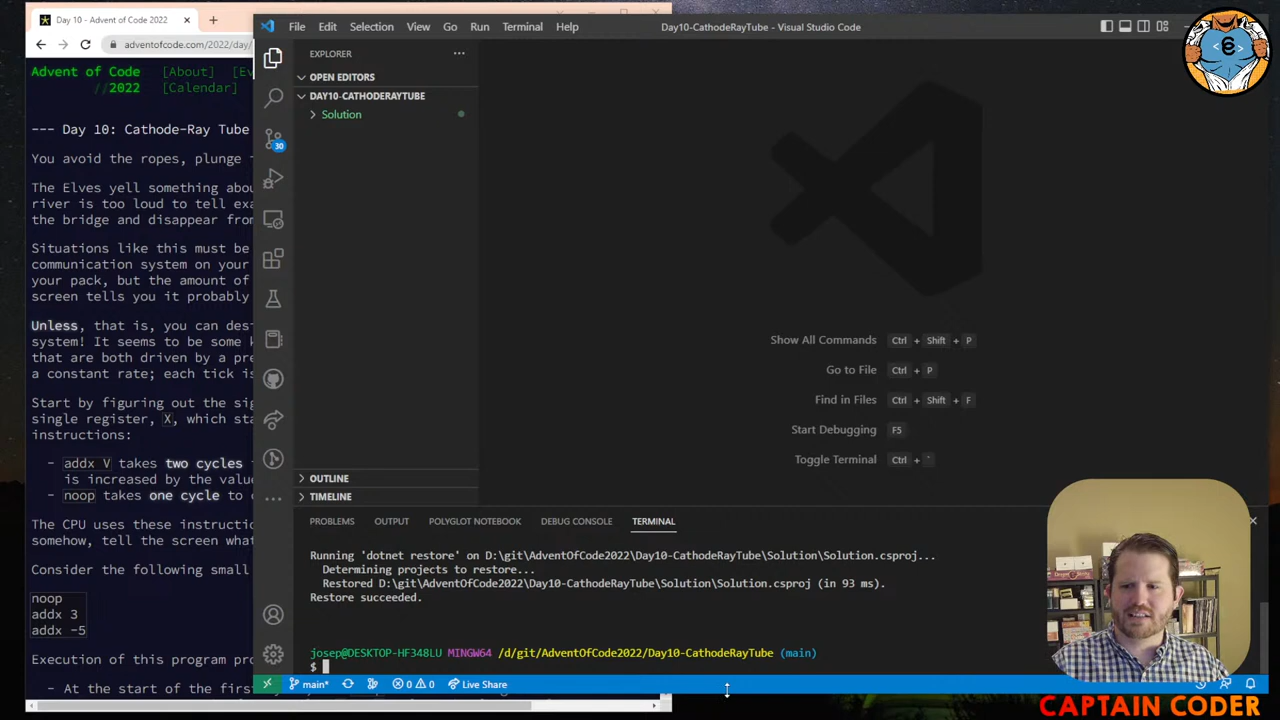 Day 10 - Advent of Code 2022
adventofcode.com/2022/day/
Advent of Code [About] [Ev
//2022 [Calendar]
--- Day 10: Cathode-Ray Tube
You avoid the ropes, plunge
The Elves yell something abou
river is too loud to tell exa
the bridge and disappear from
Situations like this must be
communication system on your
your pack, but the amount of
screen tells you it probably
Unless, that is, you can des
system! It seems to be some k
that are both driven by a pre
a constant rate; each tick is
Start by figuring out the sig
single register, X, which sta
instructions:
- addx V takes two cycles
is increased by the valu
- noop takes one cycle to
The CPU uses these instructio
somehow, tell the screen what
Consider the following small
noop
addx 3
addx -5
Execution of this program pro
- At the start of the first
File Edit Selection View Go Run Terminal Help
Day10-CathodeRayTube - Visual Studio Code
EXPLORER
OPEN EDITORS
DAY10-CATHODERAYTUBE
Solution
30
OUTLINE
TIMELINE
Show All Commands Ctrl + Shift + P
Go to File Ctrl + P
Find in Files Ctrl + Shift + F
Start Debugging F5
Toggle Terminal Ctrl + `
PROBLEMS OUTPUT POLYGLOT NOTEBOOK DEBUG CONSOLE TERMINAL
Running 'dotnet restore' on D:\git\AdventOfCode2022\Day10-CathodeRayTube\Solution\Solution.csproj...
Determining projects to restore...
Restored D:\git\AdventOfCode2022\Day10-CathodeRayTube\Solution\Solution.csproj (in 93 ms).
Restore succeeded.
josep@DESKTOP-HF348LU MINGW64 /d/git/AdventOfCode2022/Day10-CathodeRayTube (main)
$
main* 0 0 Live Share
CAPTAIN CODER